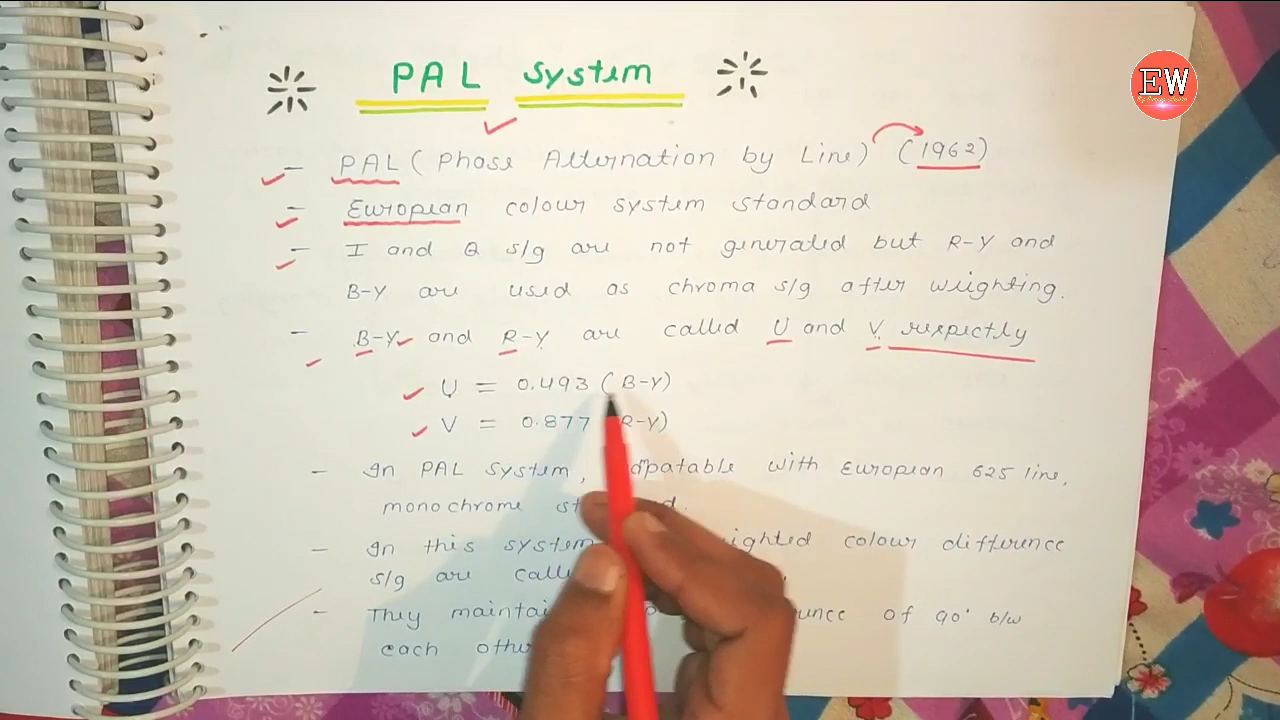 PAL System
EW
- PAL (Phase Alternation by Line) (1962)
- European colour system standard
- I and Q s/g are not generated but R-Y and
B-Y are used as chroma s/g after weighting.
- B-Y and R-Y are called U and V respectly
U = 0.493 (B-Y)
V = 0.877 R-Y)
- In PAL system, with European 625 line,
monochrome
- In this system colour difference
s/g are
- They of 90° b/w
each